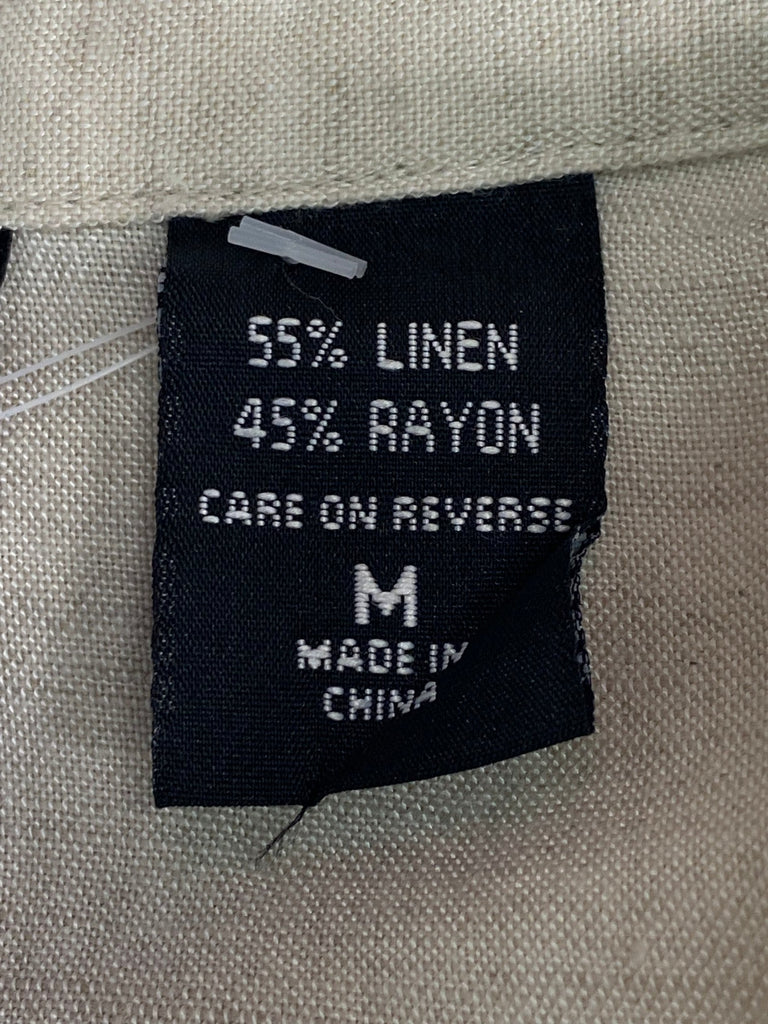 55% LINEN
45% RAYON
CARE ON REVERSE
M
MADE IN
CHINA